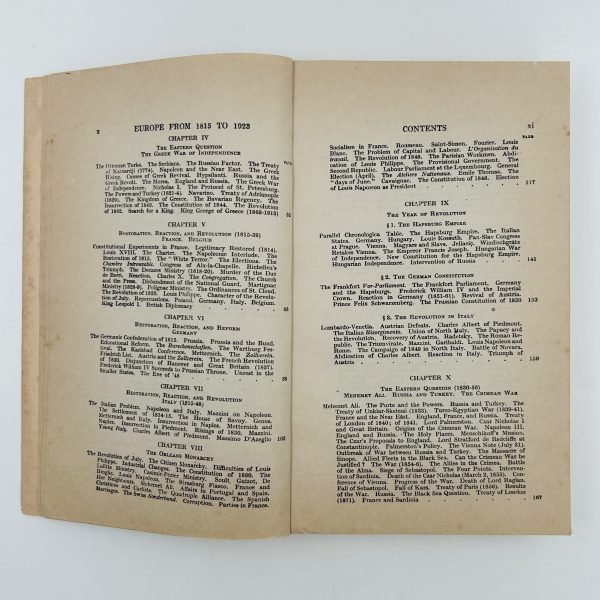 x EUROPE FROM 1815 TO 1923
CHAPTER IV
The Eastern Question
The Greek War of Independence
PAGE
The Ottoman Turks. The Serbians. The Russian Factor. The Treaty
of Kainardji (1774). Napoleon and the Near East. The Greek
Rising. Causes of Greek Revival. Hypsilanti. Russia and the
Greek Revolt. The Morea. England and Russia. The Greek War
of Independence. Nicholas I. The Protocol of St. Petersburg.
The Powers and Turkey (1821-4). Navarino. Treaty of Adrianople
(1829). The Kingdom of Greece. The Bavarian Regency. The
Insurrection of 1843. The Constitution of 1844. The Revolution
of 1862. Search for a King. King George of Greece (1863-1913)
CHAPTER V
Restoration, Reaction, and Revolution (1815-30)
France. Belgium
Constitutional Experiments in France. Legitimacy Restored (1814).
Louis XVIII. The Charter. The Napoleonic Interlude. The
Restoration of 1815. The "White Terror." The Elections. The
Chambre Introuvable. Congress of Aix-la-Chapelle. Richelieu's
Triumph. The Decazes Ministry (1818-20). Murder of the Duc
de Berri. Reaction. Charles X. The Congregation. The Church
and the Press. Disbandment of the National Guard. Martignac
Ministry (1828-9). Polignac Ministry. The Ordinances of St. Cloud.
The Revolution of 1830. Louis Philippe. Character of the Revolu-
tion of July. Repercussions. Poland, Germany, Italy, Belgium.
King Leopold I. British Diplomacy 68
CHAPTER VI
Restoration, Reaction, and Reform
Germany
The Germanic Confederation of 1815. Prussia. Prussia and the Bund.
Educational Reform. The Burschenschaften. The Wartburg Fes-
tival. The Karlsbad Conference. Metternich. The Zollverein.
Friedrich List. Austria and the Zollverein. The French Revolution
of 1830. Disjunction of Hanover and Great Britain (1837).
Frederick William IV Succeeds to Prussian Throne. Unrest in the
Smaller States. The Eve of '48
CHAPTER VII
Restoration, Reaction, and Revolution
Italy (1815-48)
The Italian Problem. Napoleon and Italy. Mazzini on Napoleon.
The Settlement of 1814-15. The House of Savoy. Genoa.
Metternich and Italy. Insurrection in Naples. Metternich and
Naples. Insurrection in Piedmont. Risings of 1830. Mazzini.
Young Italy. Charles Albert of Piedmont. Massimo D'Azeglio 103
CHAPTER VIII
The Orleans Monarchy
The Revolution of July. The Citizen Monarchy. Difficulties of Louis
Philippe. Industrial Changes. The Constitution of 1830. The
Lafitte Ministry. Casimir-Périer. Soult, Guizot, De
Broglie. Louis Napoleon. The Strasburg Fiasco. France and
Her Neighbours. Mehemet Ali. Affairs in Portugal and Spain.
Christinos and Carlists. The Quadruple Alliance. The Spanish
Marriages. The Swiss Sonderbund. Corruption. Parties in France.
CONTENTS xi
PAGE
Socialism in France. Rousseau. Saint-Simon. Fourier. Louis
Blanc. The Problem of Capital and Labour. L'Organisation du
travail. The Revolution of 1848. The Parisian Workmen. Abdi-
cation of Louis Philippe. The Provisional Government. The
Second Republic. Labour Parliament at the Luxembourg. General
Election (April). The Ateliers Nationaux. Emile Thomas. The
"days of June." Cavaignac. The Constitution of 1848. Election
of Louis Napoleon as President 117
CHAPTER IX
The Year of Revolution
§ 1. The Hapsburg Empire
Parallel Chronological Table. The Hapsburg Empire. The Italian
States. Germany. Hungary. Louis Kossuth. Pan-Slav Congress
at Prague. Vienna. Magyars and Slavs. Jellacic. Windischgrätz
Retakes Vienna. The Emperor Francis Joseph. Hungarian War
of Independence. New Constitution for the Hapsburg Empire.
Hungarian Independence. Intervention of Russia 141
§ 2. The German Constitution
The Frankfort Vor-Parliament. The Frankfort Parliament. Germany
and the Hapsburgs. Frederick William IV and the Imperial
Crown. Reaction in Germany (1851-61). Revival of Austria.
Prince Felix Schwarzenberg. The Prussian Constitution of 1850 153
§ 3. The Revolution in Italy
Lombardo-Venetia. Austrian Defeats. Charles Albert of Piedmont.
The Italian Risorgimento. Union of North Italy. The Papacy and
the Revolution. Recovery of Austria. Radetsky. The Roman Re-
public. The Triumvirate. Mazzini. Garibaldi. Louis Napoleon and
Rome. The Campaign of 1849 in North Italy. Battle of Novara.
Abdication of Charles Albert. Reaction in Italy. Triumph of
Austria 159
CHAPTER X
The Eastern Question (1830-56)
Mehemet Ali. Russia and Turkey. The Crimean War
Mehemet Ali. The Porte and the Powers. Russia and Turkey. The
Treaty of Unkiar-Skelessi (1833). Turco-Egyptian War (1839-41).
France and the Near East. England, France, and Russia. Treaty
of London of 1840; of 1841. Lord Palmerston. Czar Nicholas I
and Great Britain. Origins of the Crimean War. Napoleon III.
England and Russia. The Holy Places. Menschikoff's Mission.
The Czar's Proposals to England. Lord Stratford de Redcliffe at
Constantinople. Palmerston's Policy. The Vienna Note (July 31).
Outbreak of War between Russia and Turkey. The Massacre of
Sinope. Allied Fleets in the Black Sea. Can the Crimean War be
Justified? The War (1854-6). The Allies in the Crimea. Battle
of the Alma. Siege of Sebastopol. The Four Points. Interven-
tion of Sardinia. Death of the Czar Nicholas (March 2, 1855). Con-
ference of Vienna. Progress of the War. Death of Lord Raglan.
Fall of Sebastopol. Fall of Kars. Treaty of Paris (1856). Results
of the War. Russia. The Black Sea Question. Treaty of London
(1871). France and Sardinia 167